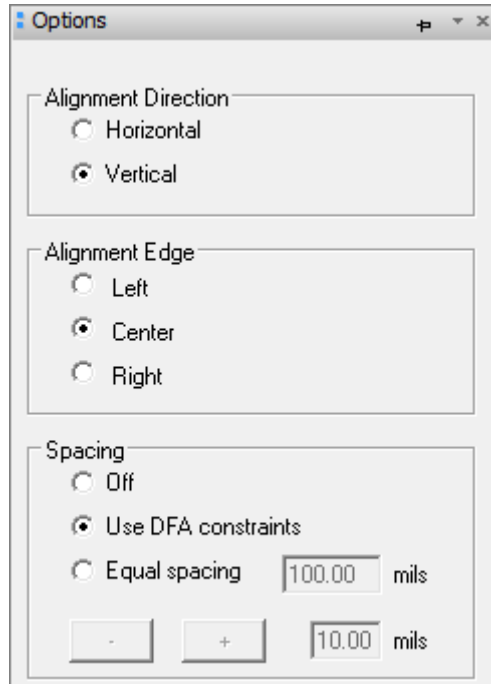 Options
Alignment Direction
Horizontal
Vertical
Alignment Edge
Left
Center
Right
Spacing
Off
Use DFA constraints
Equal spacing 100.00 mils
- + 10.00 mils